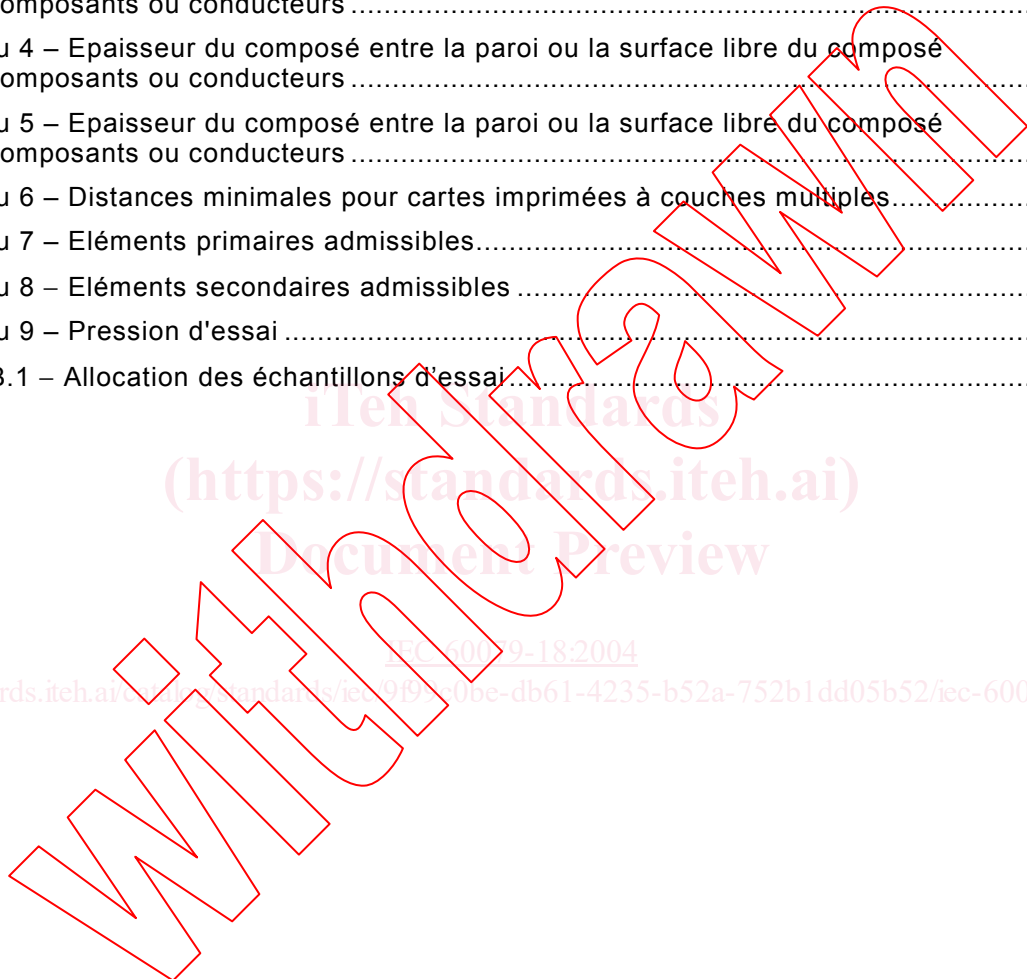 omposants ou conducteurs
u 4 – Epaisseur du composé entre la paroi ou la surface libre du composé
omposants ou conducteurs
u 5 – Epaisseur du composé entre la paroi ou la surface libre du composé
omposants ou conducteurs
u 6 – Distances minimales pour cartes imprimées à couches multiples
u 7 – Eléments primaires admissibles
u 8 – Eléments secondaires admissibles
u 9 – Pression d'essai
3.1 – Allocation des échantillons d'essai
iTeh Standards
(https://standards.iteh.ai)
Document Preview
IEC 60079-18:2004
rds.iteh.ai/catalog/standards/iec/9f99c0be-db61-4235-b52a-752b1dd05b52/iec-600
withdrawn